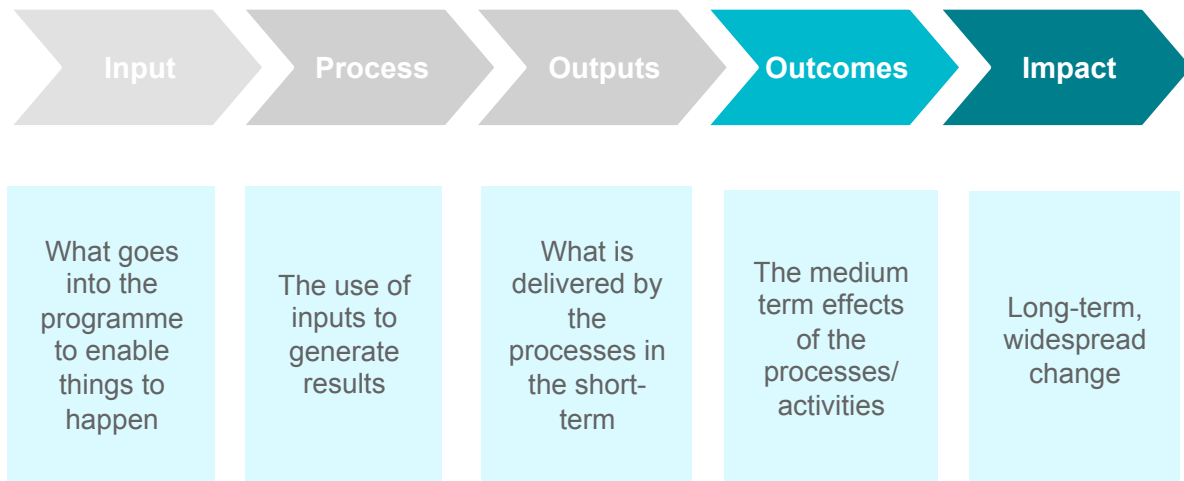 Input
Process
Outputs
Outcomes
Impact
What goes
into the
programme
to enable
things to
happen
The use of
inputs to
generate
results
What is
delivered by
the
processes in
the short-
term
The medium
term effects
of the
processes/
activities
Long-term,
widespread
change